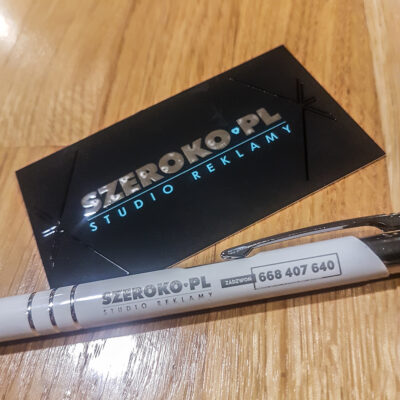 SZEROKO.PL
STUDIO REKLAMY
SZEROKO.PL
STUDIO REKLAMY
ZADZWOŃ 668 407 640